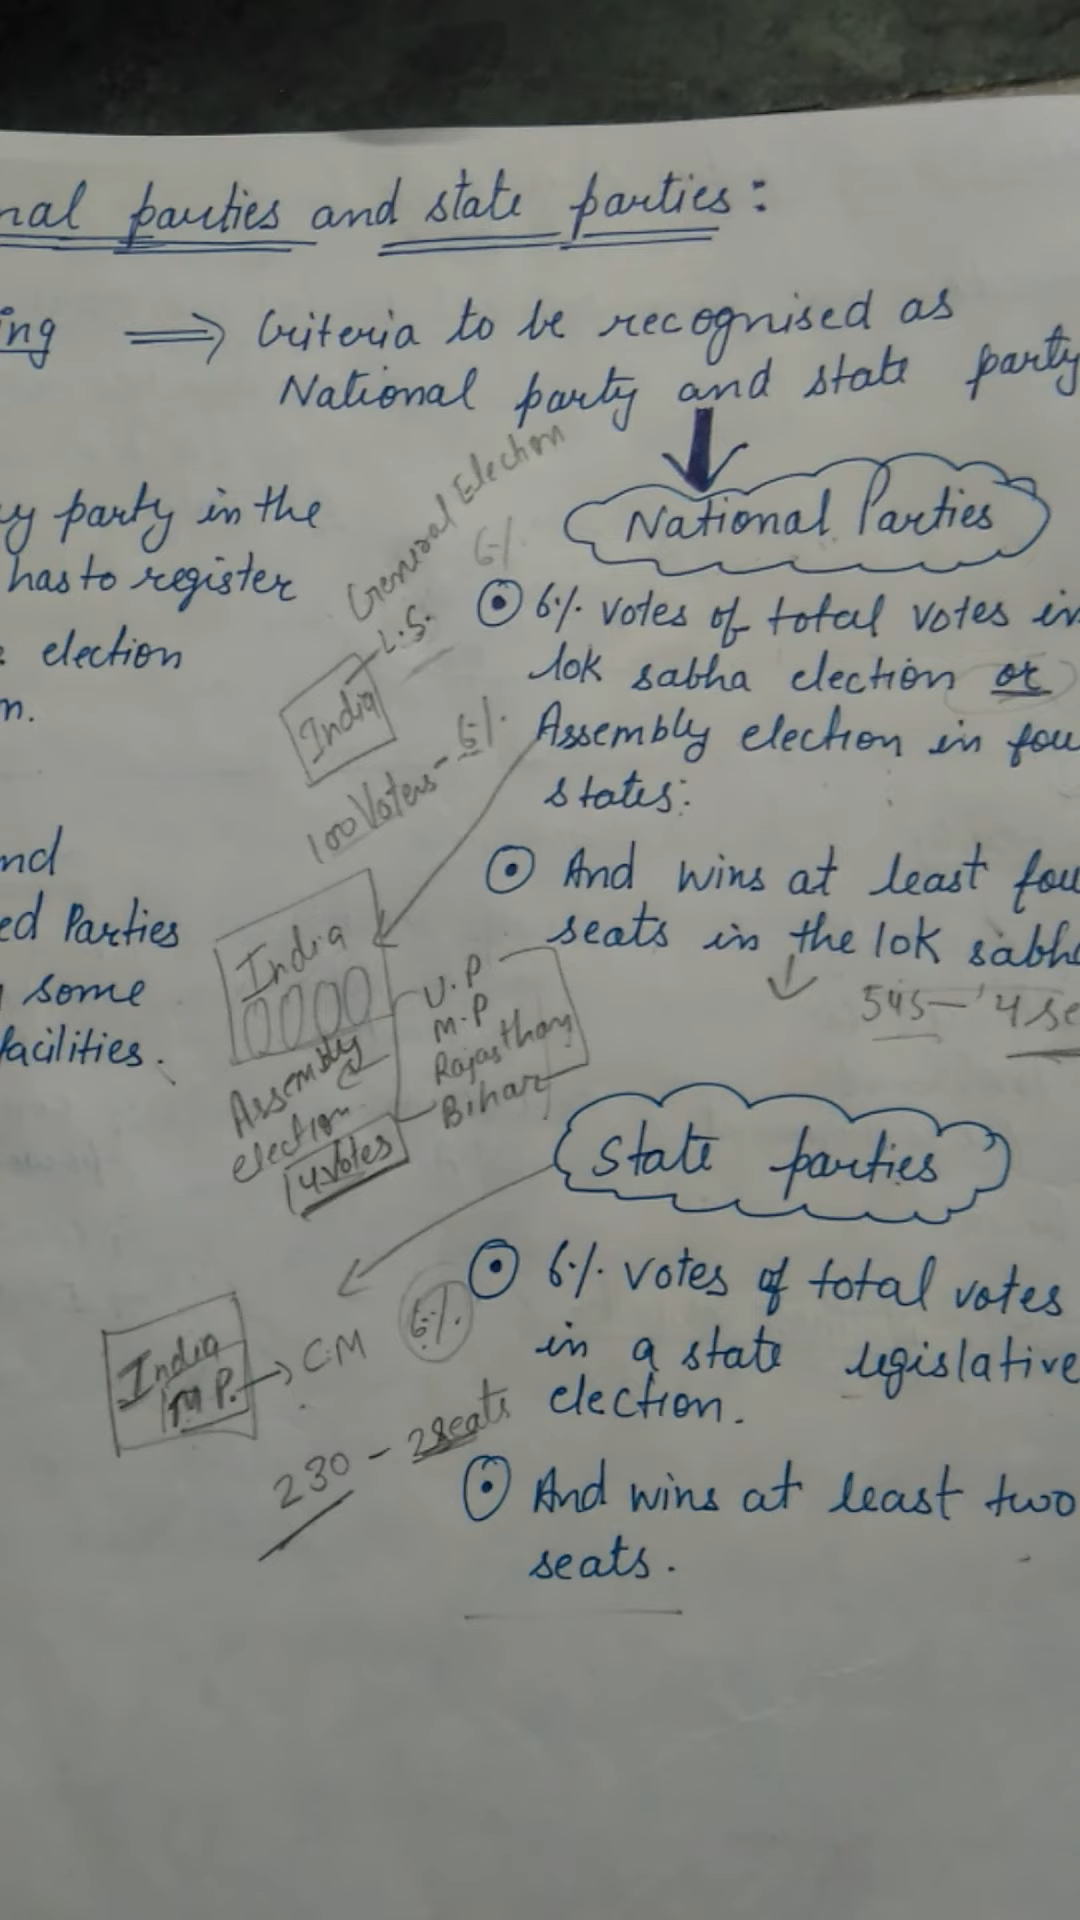 nal parties and state parties:
ing ⟹ Criteria to be recognised as
National party and state party
y party in the
has to register
election
n.
nd
ed Parties
some
facilities.
General Election
L.S.
6%
India
100 Voters - 6%.
National Parties
6% votes of total votes in
lok sabha election or
Assembly election in fou
states:
And wins at least fou
seats in the lok sabha
545 - 4 se
India
0000
Assembly
election
4 votes
U.P
M.P
Rajasthan
Bihar
State parties
6% votes of total votes
in a state legislative
election.
And wins at least two
seats.
India
M.P. → C.M
6%.
230 - 2 seats